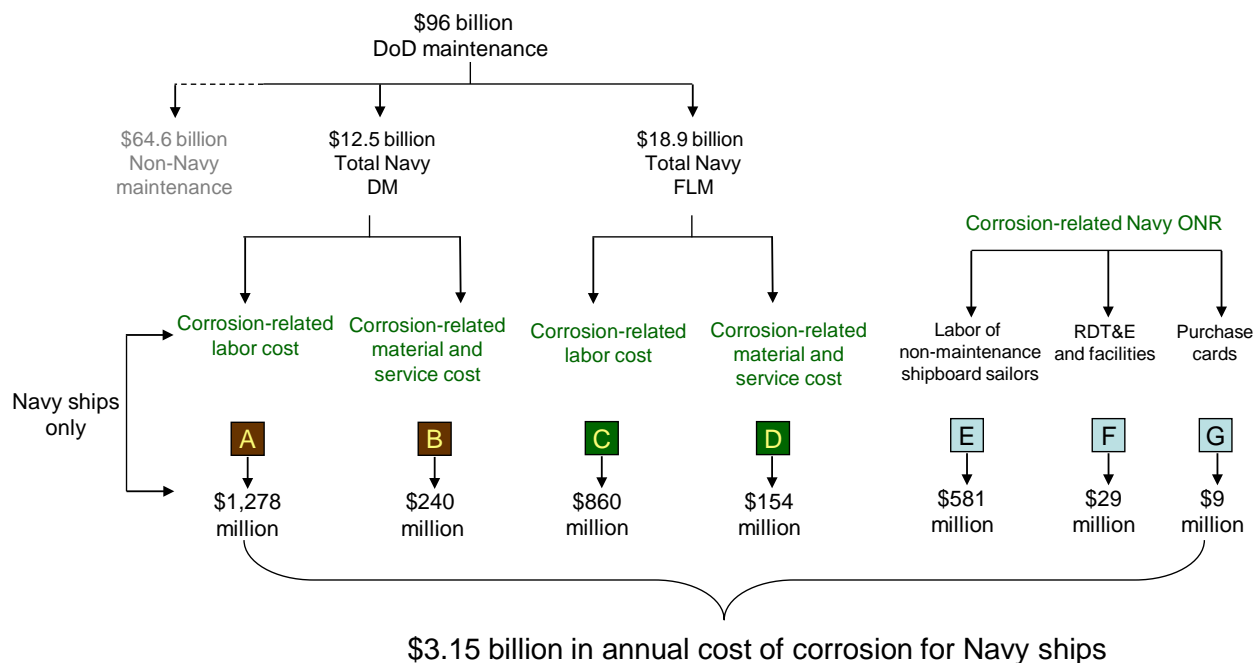 $96 billion
DoD maintenance
$64.6 billion
Non-Navy
maintenance
$12.5 billion
Total Navy
DM
$18.9 billion
Total Navy
FLM
Corrosion-related Navy ONR
Corrosion-related
labor cost
Corrosion-related
material and
service cost
Corrosion-related
labor cost
Corrosion-related
material and
service cost
Labor of
non-maintenance
shipboard sailors
RDT&E
and facilities
Purchase
cards
Navy ships
only
A
B
C
D
E
F
G
$1,278
million
$240
million
$860
million
$154
million
$581
million
$29
million
$9
million
$3.15 billion in annual cost of corrosion for Navy ships